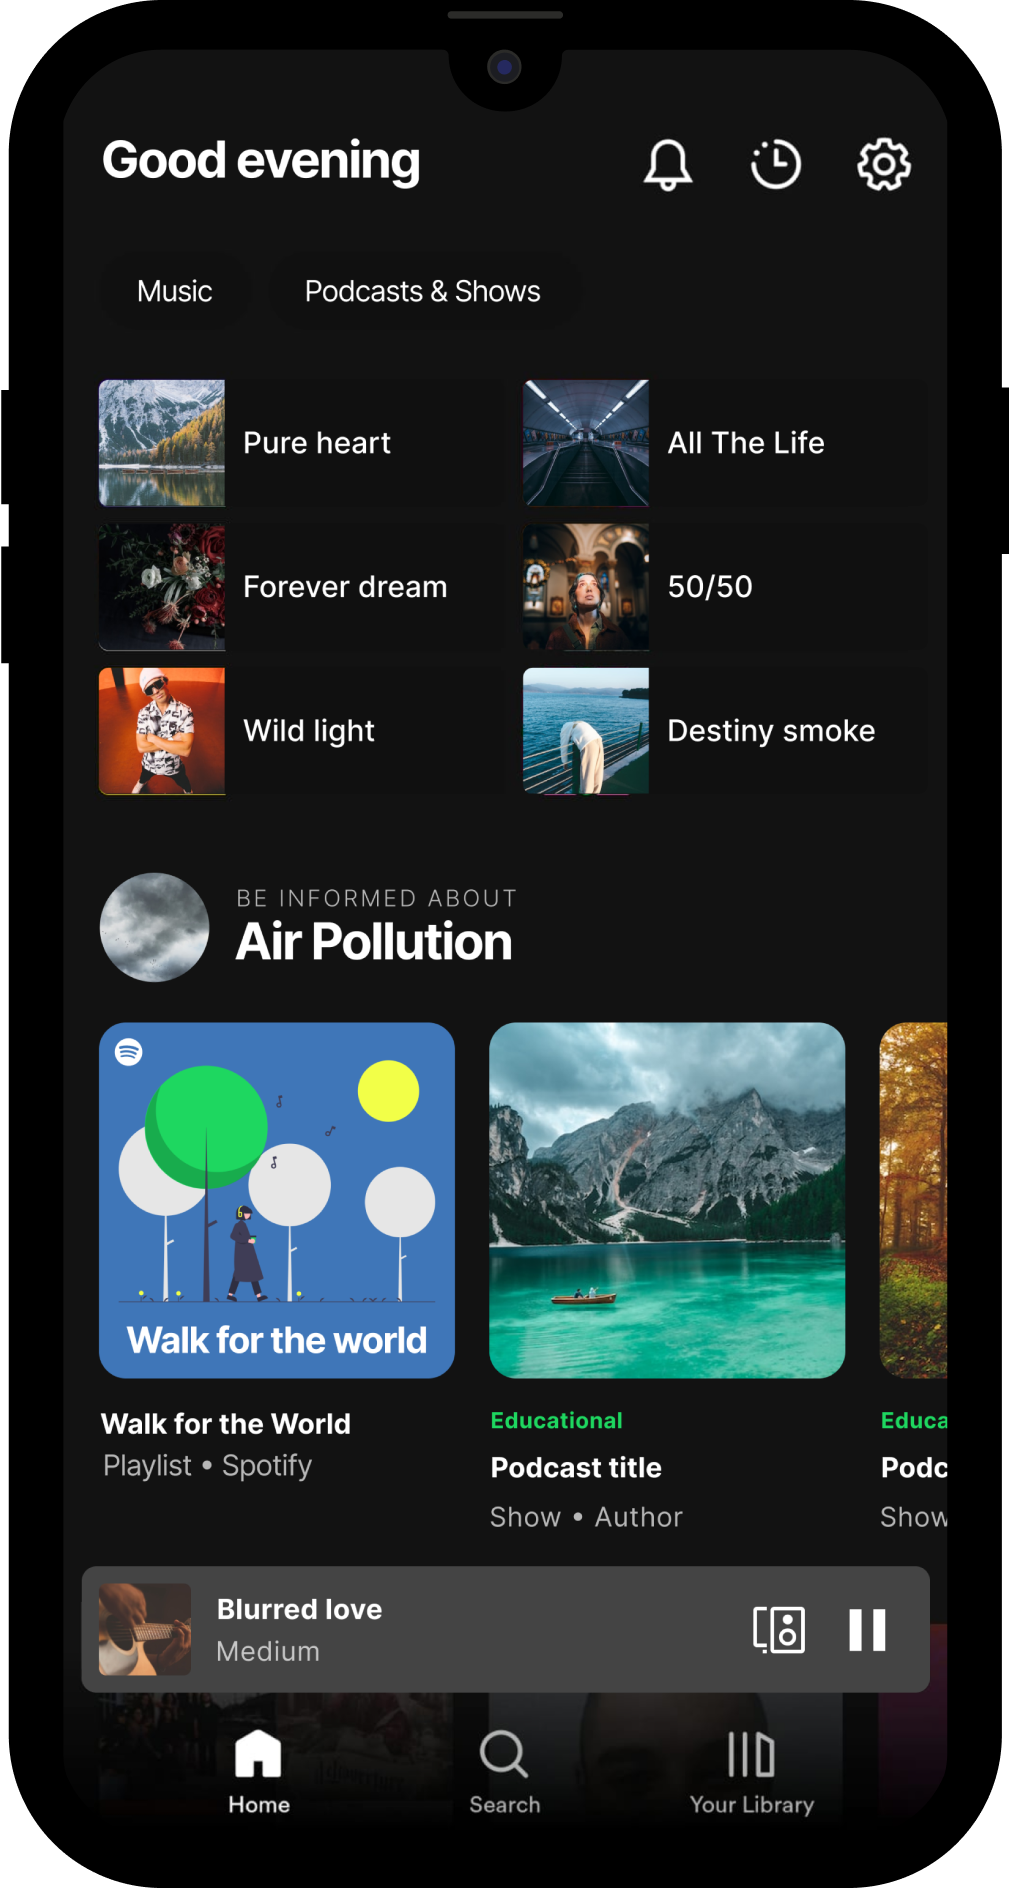 Good evening
Music
Podcasts & Shows
Pure heart
All The Life
Forever dream
50/50
Wild light
Destiny smoke
BE INFORMED ABOUT
Air Pollution
Walk for the world
Walk for the World
Playlist • Spotify
Educational
Podcast title
Show • Author
Educa
Podc
Show
Blurred love
Medium
Home
Search
Your Library